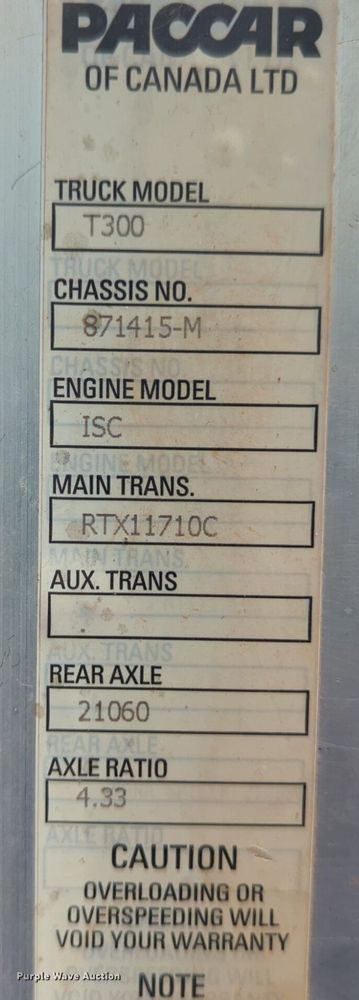 PACCAR
OF CANADA LTD
TRUCK MODEL
T300
CHASSIS NO.
871415-M
ENGINE MODEL
ISC
MAIN TRANS.
RTX11710C
AUX. TRANS
REAR AXLE
21060
AXLE RATIO
4.33
CAUTION
OVERLOADING OR
OVERSPEEDING WILL
VOID YOUR WARRANTY
Purple Wave Auction
NOTE